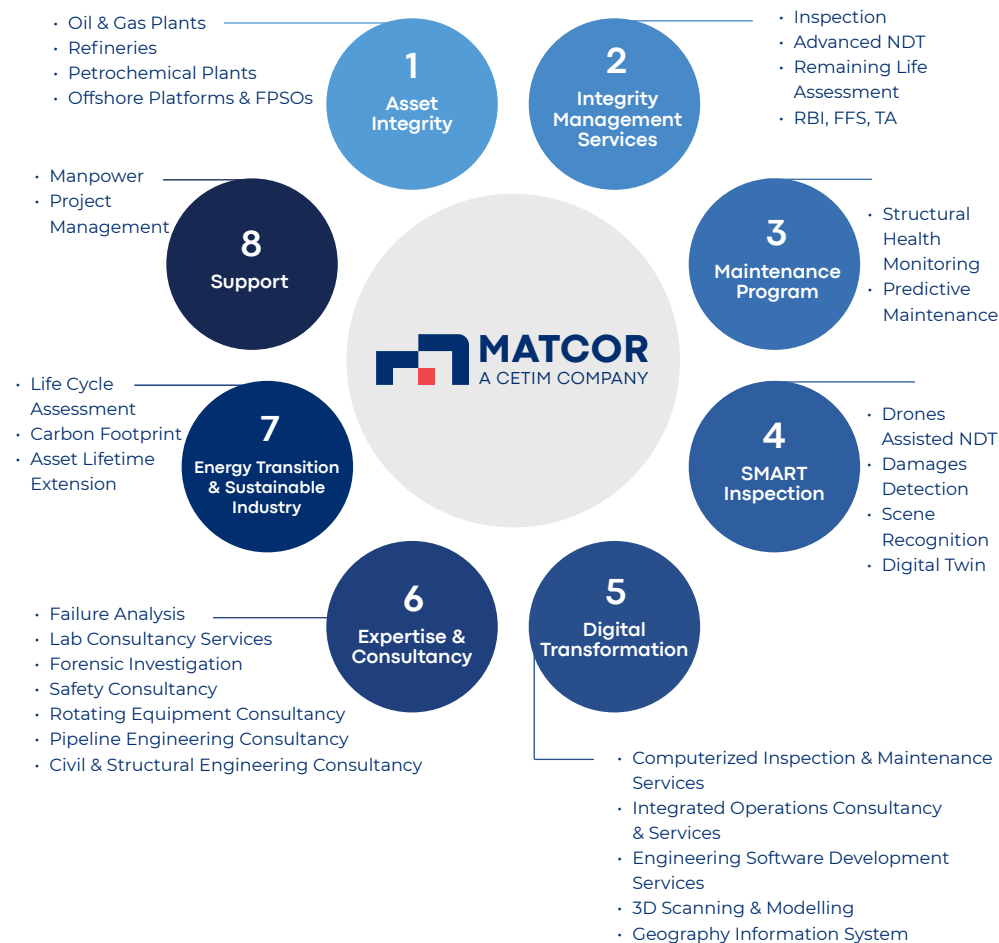 · Oil & Gas Plants
· Refineries
· Petrochemical Plants
· Offshore Platforms & FPSOs
1
Asset
Integrity
2
Integrity
Management
Services
· Inspection
· Advanced NDT
· Remaining Life
Assessment
· RBI, FFS, TA
3
Maintenance
Program
· Structural
Health
Monitoring
· Predictive
Maintenance
4
SMART
Inspection
· Drones
Assisted NDT
· Damages
Detection
· Scene
Recognition
· Digital Twin
5
Digital
Transformation
· Computerized Inspection & Maintenance
Services
· Integrated Operations Consultancy
& Services
· Engineering Software Development
Services
· 3D Scanning & Modelling
· Geography Information System
6
Expertise &
Consultancy
· Failure Analysis
· Lab Consultancy Services
· Forensic Investigation
· Safety Consultancy
· Rotating Equipment Consultancy
· Pipeline Engineering Consultancy
· Civil & Structural Engineering Consultancy
7
Energy Transition
& Sustainable
Industry
· Life Cycle
Assessment
· Carbon Footprint
· Asset Lifetime
Extension
8
Support
· Manpower
· Project
Management
MATCOR
A CETIM COMPANY